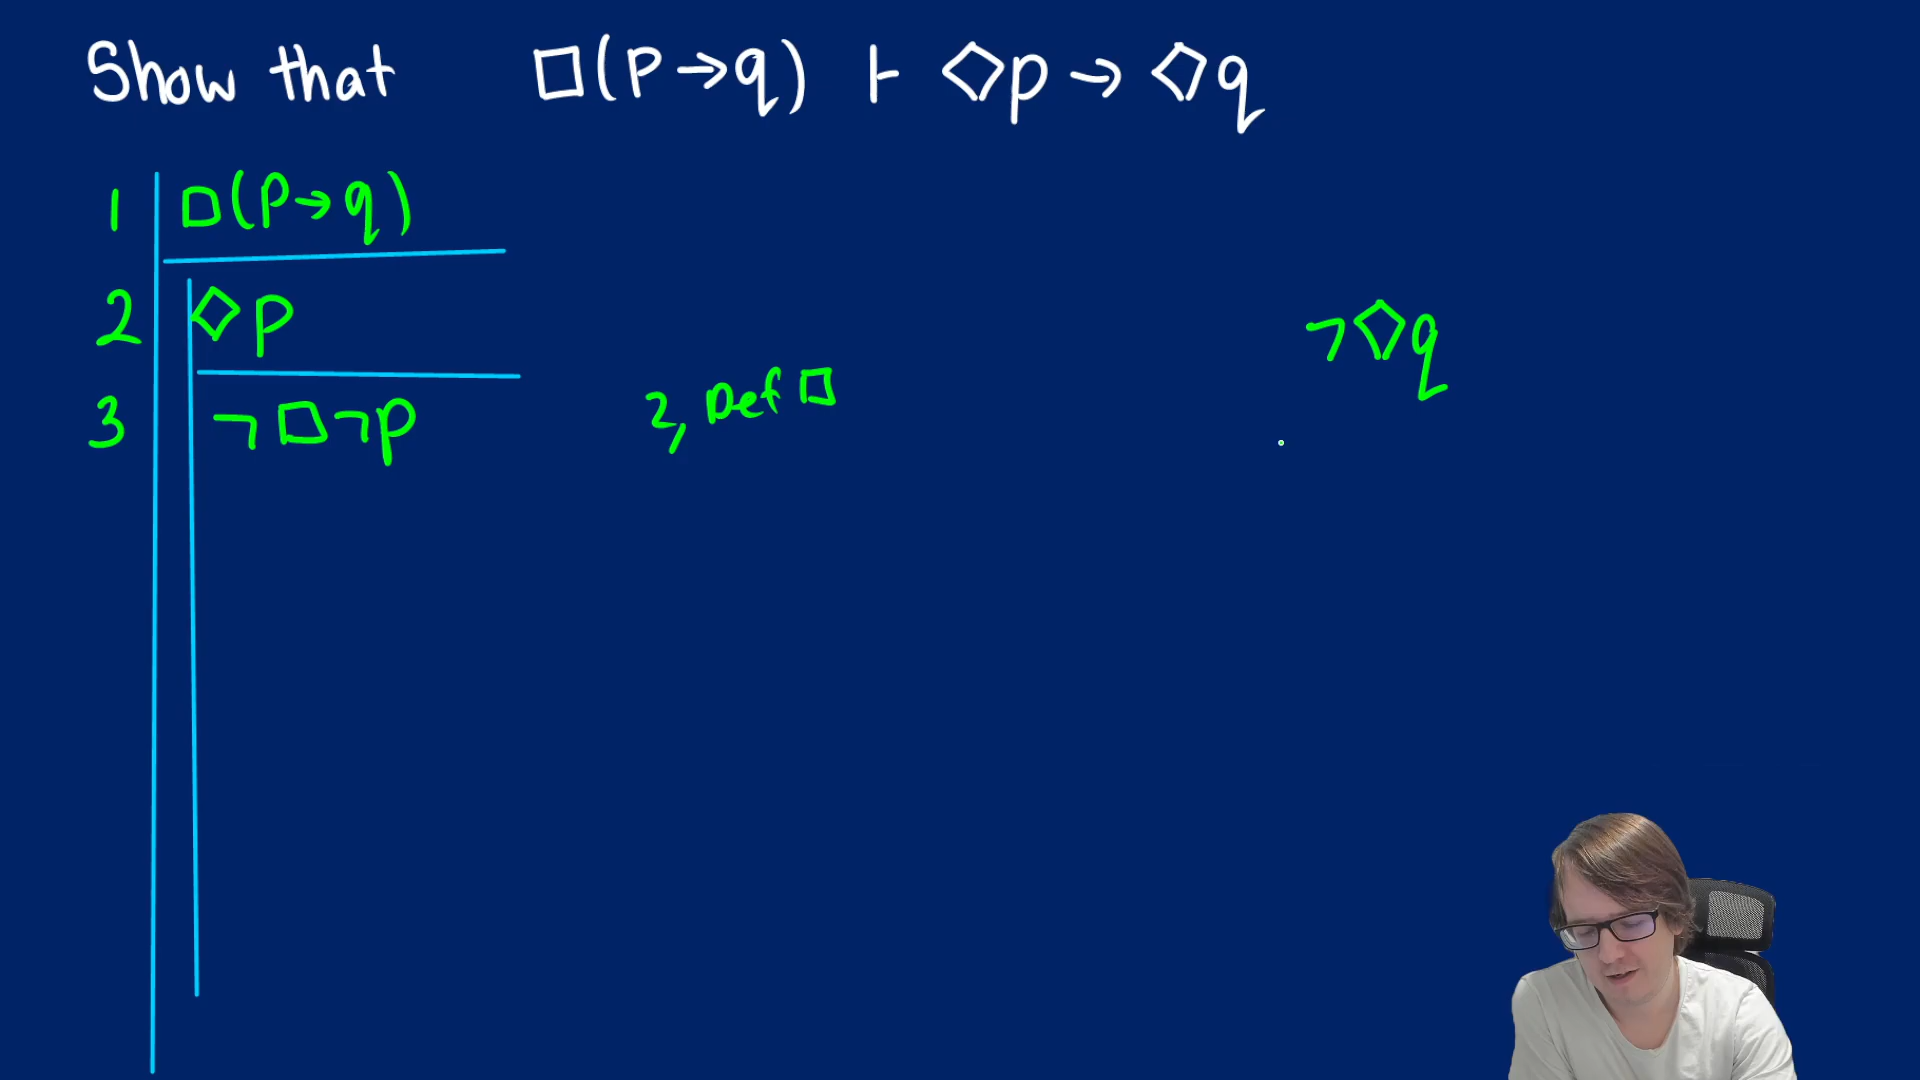 Show that □(P→q) ⊢ ◇p → ◇q
1 □(P→q)
2 ◇p
¬◇q
3 ¬□¬p 2, Def □